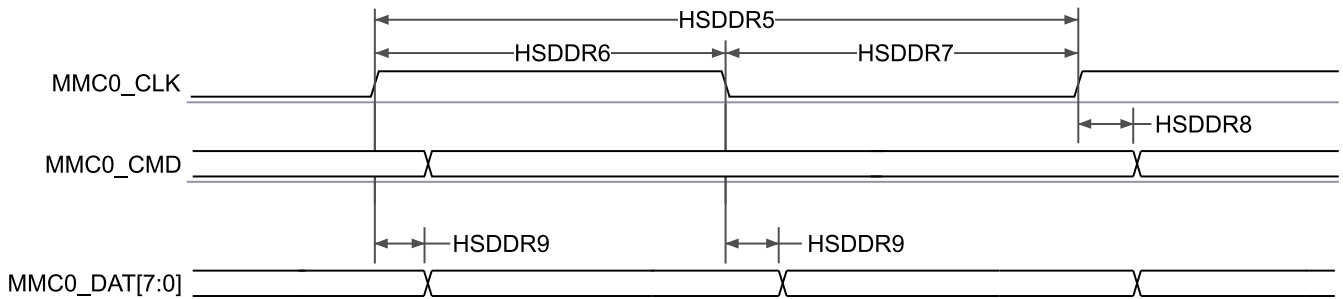 HSDDR5
HSDDR6 HSDDR7
MMC0_CLK
HSDDR8
MMC0_CMD
HSDDR9 HSDDR9
MMC0_DAT[7:0]